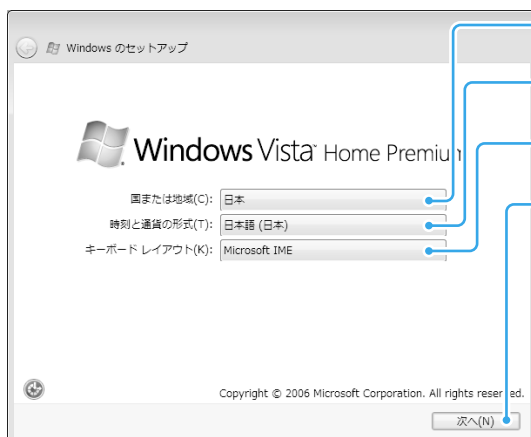 Windows のセットアップ
Windows Vista™ Home Premium
国または地域(C): 日本
時刻と通貨の形式(T): 日本語 (日本)
キーボード レイアウト(K): Microsoft IME
Copyright © 2006 Microsoft Corporation. All rights reserved.
次へ(N)